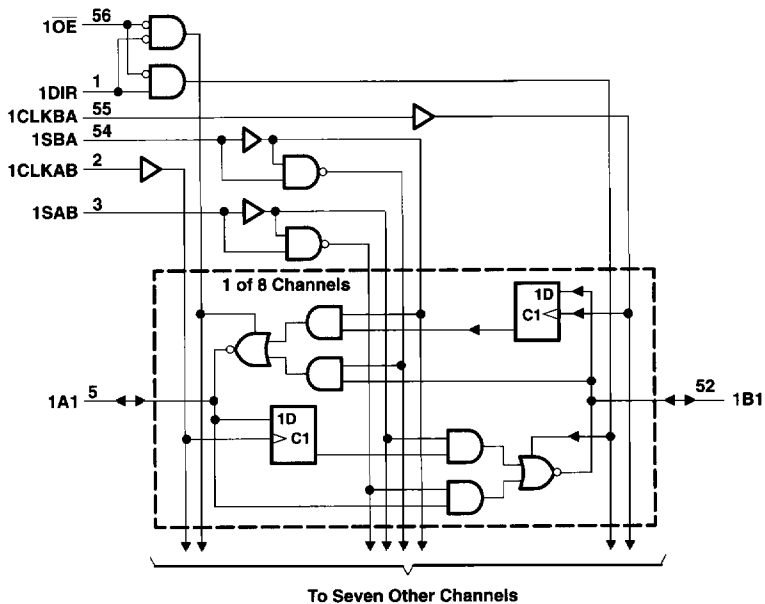 1O̅E̅ 56
1DIR 1
1CLKBA 55
1SBA 54
1CLKAB 2
1SAB 3
1 of 8 Channels
1D
C1
1A1 5
52 1B1
1D
C1
To Seven Other Channels